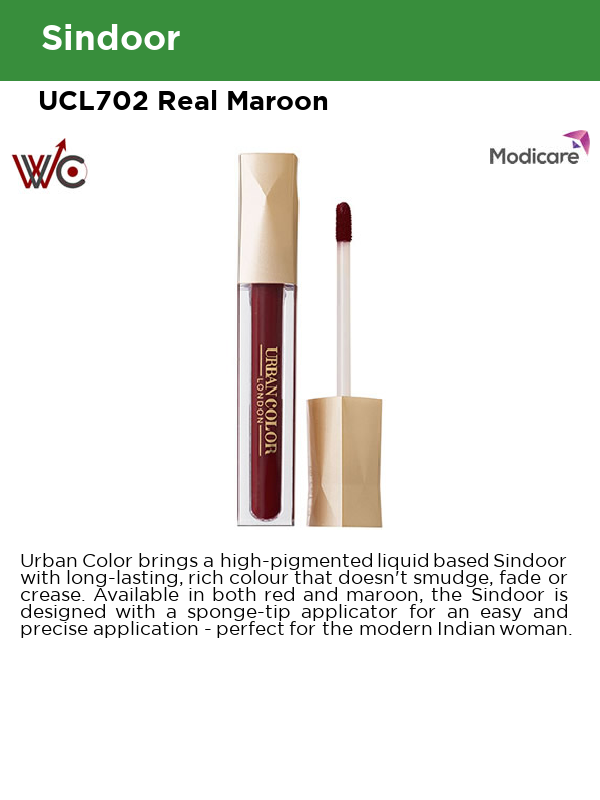 Sindoor
UCL702 Real Maroon
WC
Modicare
URBAN COLOR
LONDON
Urban Color brings a high-pigmented liquid based Sindoor
with long-lasting, rich colour that doesn't smudge, fade or
crease. Available in both red and maroon, the Sindoor is
designed with a sponge-tip applicator for an easy and
precise application - perfect for the modern Indian woman.